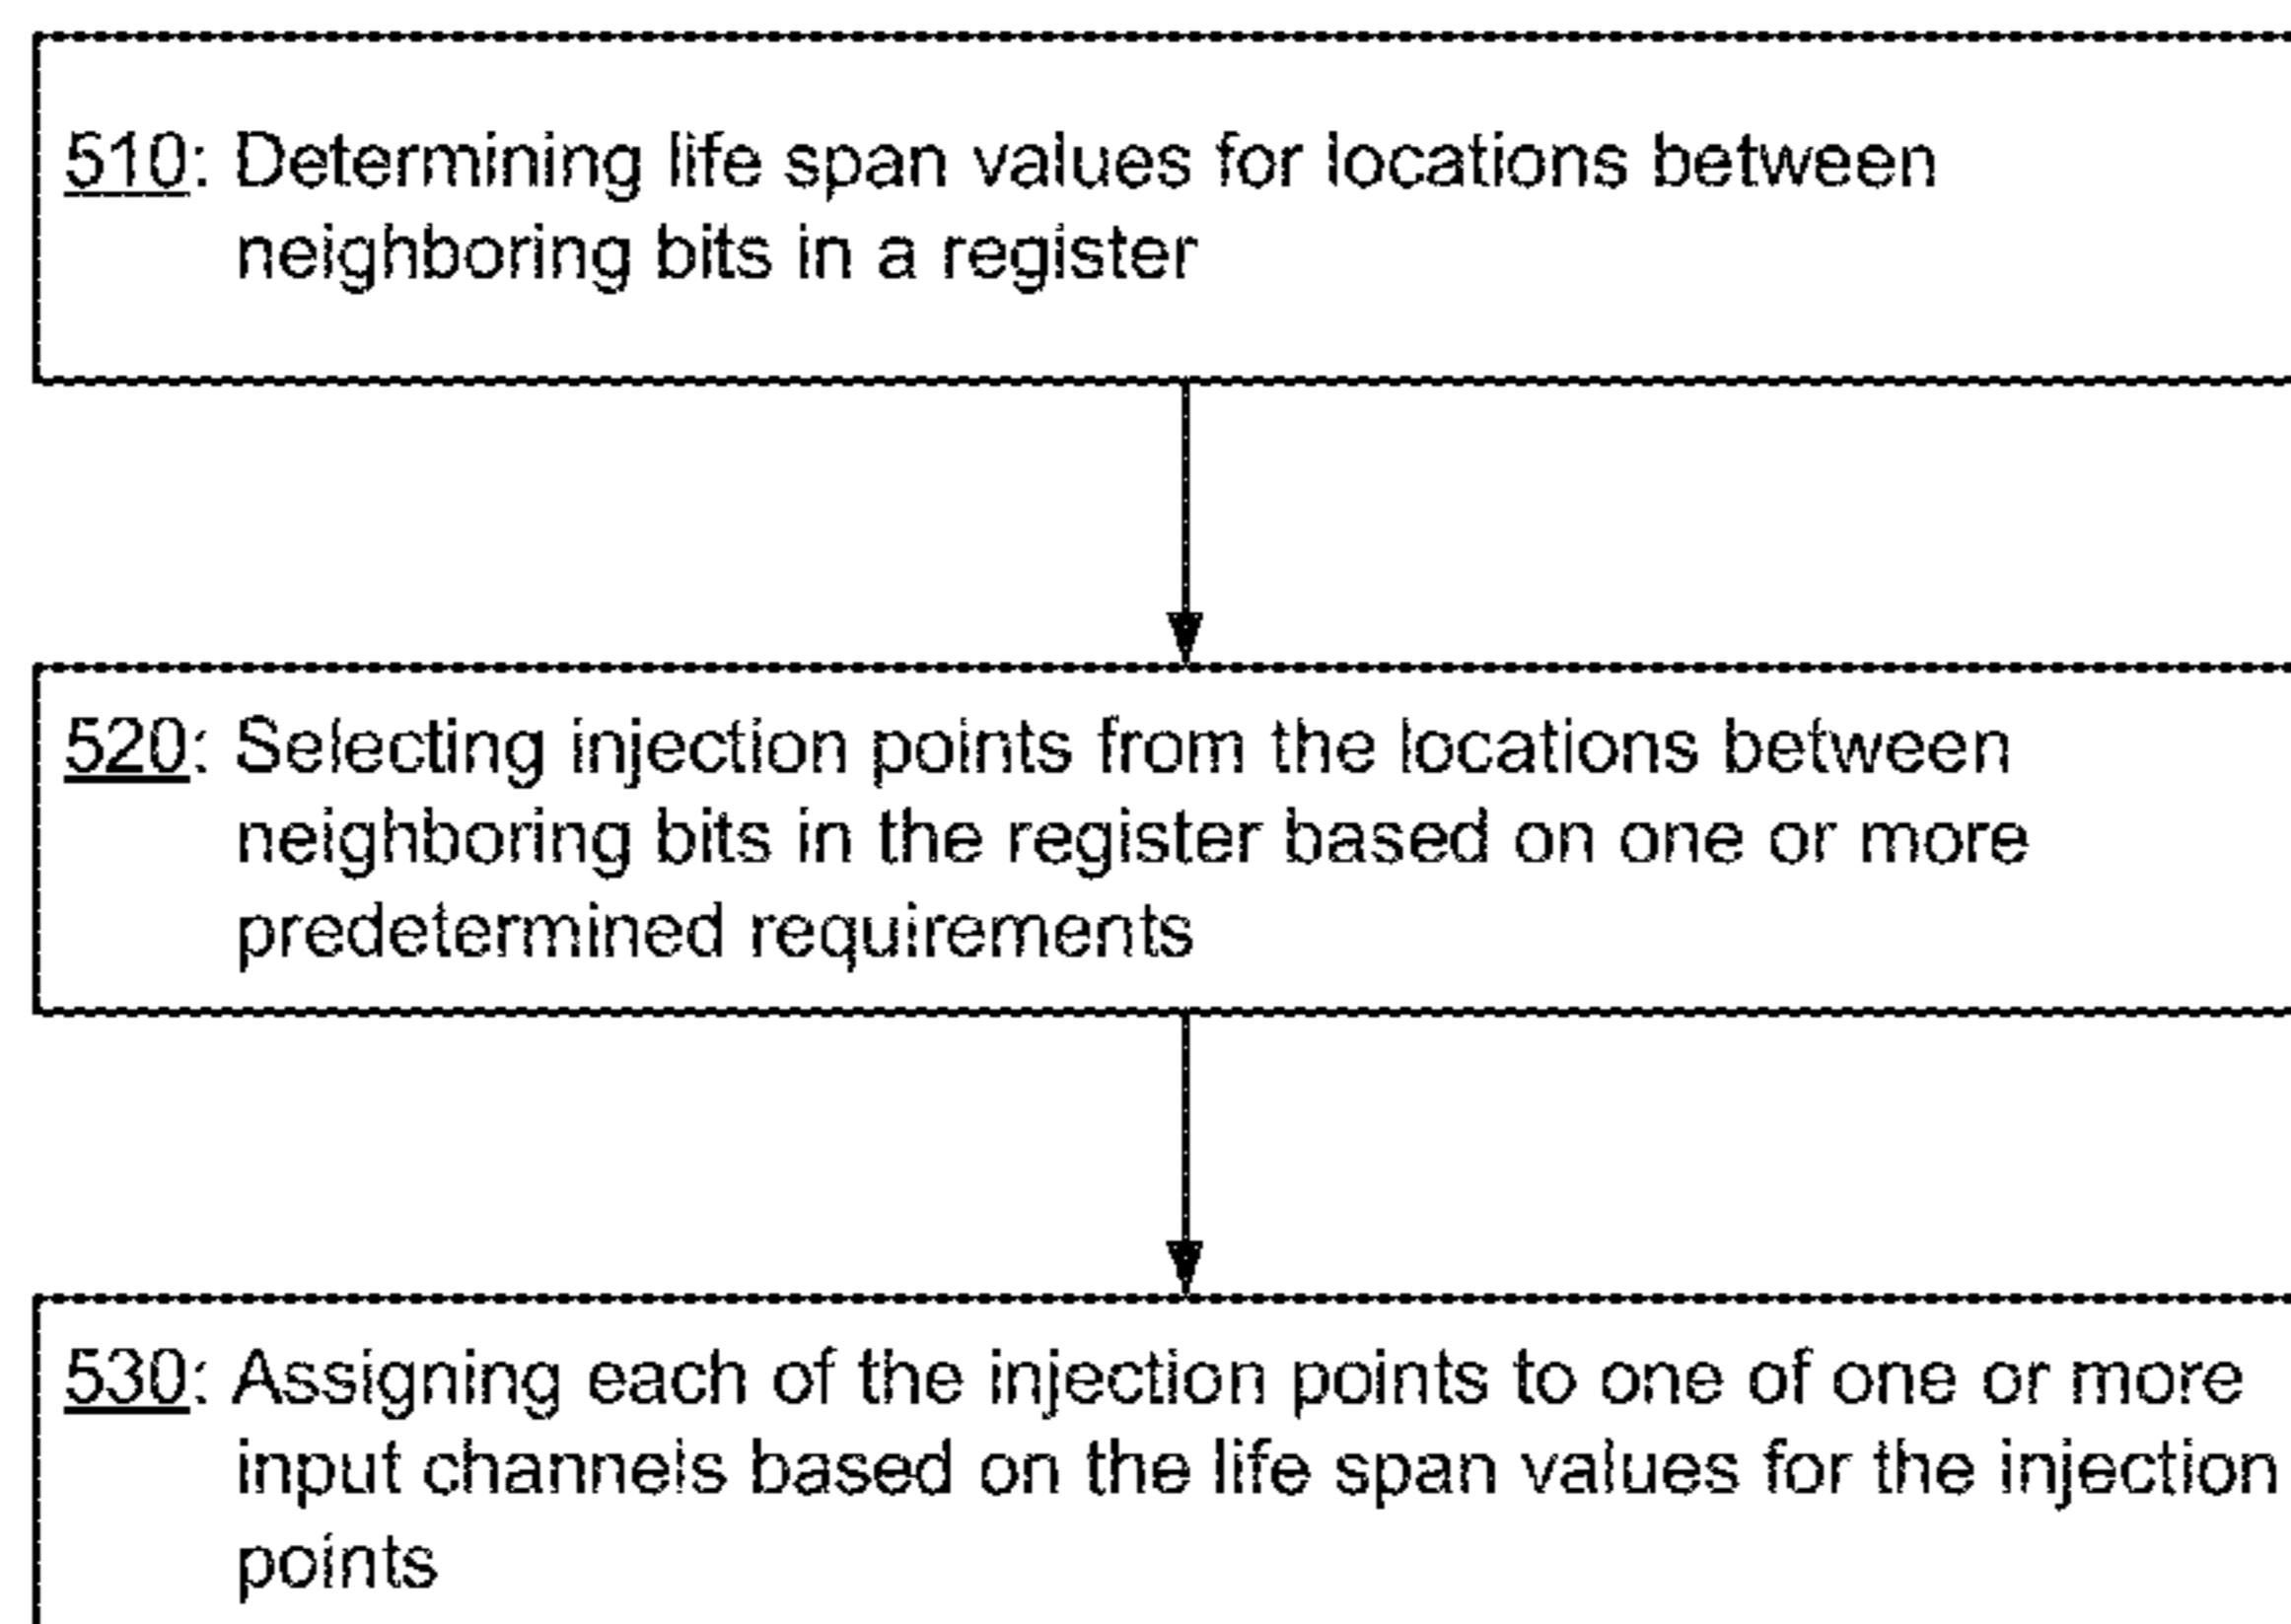 510: Determining life span values for locations between
neighboring bits in a register
520: Selecting injection points from the locations between
neighboring bits in the register based on one or more
predetermined requirements
530: Assigning each of the injection points to one of one or more
input channels based on the life span values for the injection
points